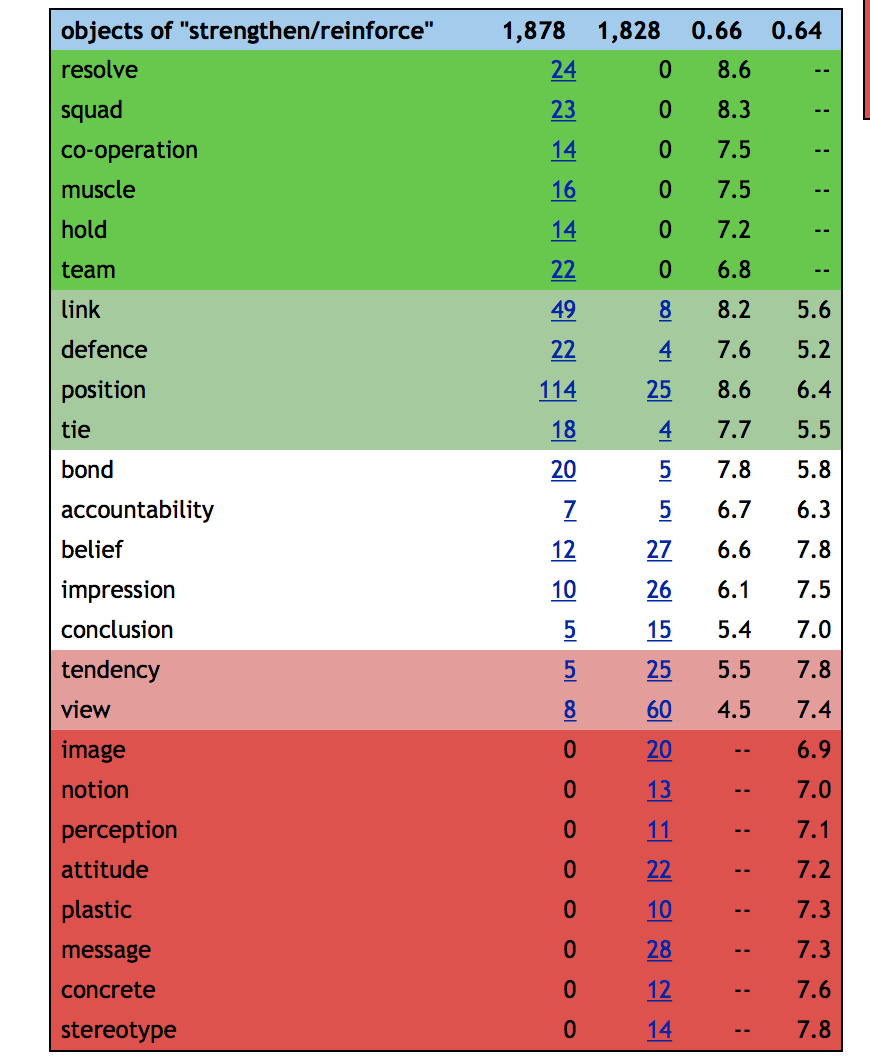 objects of "strengthen/reinforce" 1,878 1,828 0.66 0.64
resolve 24 0 8.6 --
squad 23 0 8.3 --
co-operation 14 0 7.5 --
muscle 16 0 7.5 --
hold 14 0 7.2 --
team 22 0 6.8 --
link 49 8 8.2 5.6
defence 22 4 7.6 5.2
position 114 25 8.6 6.4
tie 18 4 7.7 5.5
bond 20 5 7.8 5.8
accountability 7 5 6.7 6.3
belief 12 27 6.6 7.8
impression 10 26 6.1 7.5
conclusion 5 15 5.4 7.0
tendency 5 25 5.5 7.8
view 8 60 4.5 7.4
image 0 20 -- 6.9
notion 0 13 -- 7.0
perception 0 11 -- 7.1
attitude 0 22 -- 7.2
plastic 0 10 -- 7.3
message 0 28 -- 7.3
concrete 0 12 -- 7.6
stereotype 0 14 -- 7.8